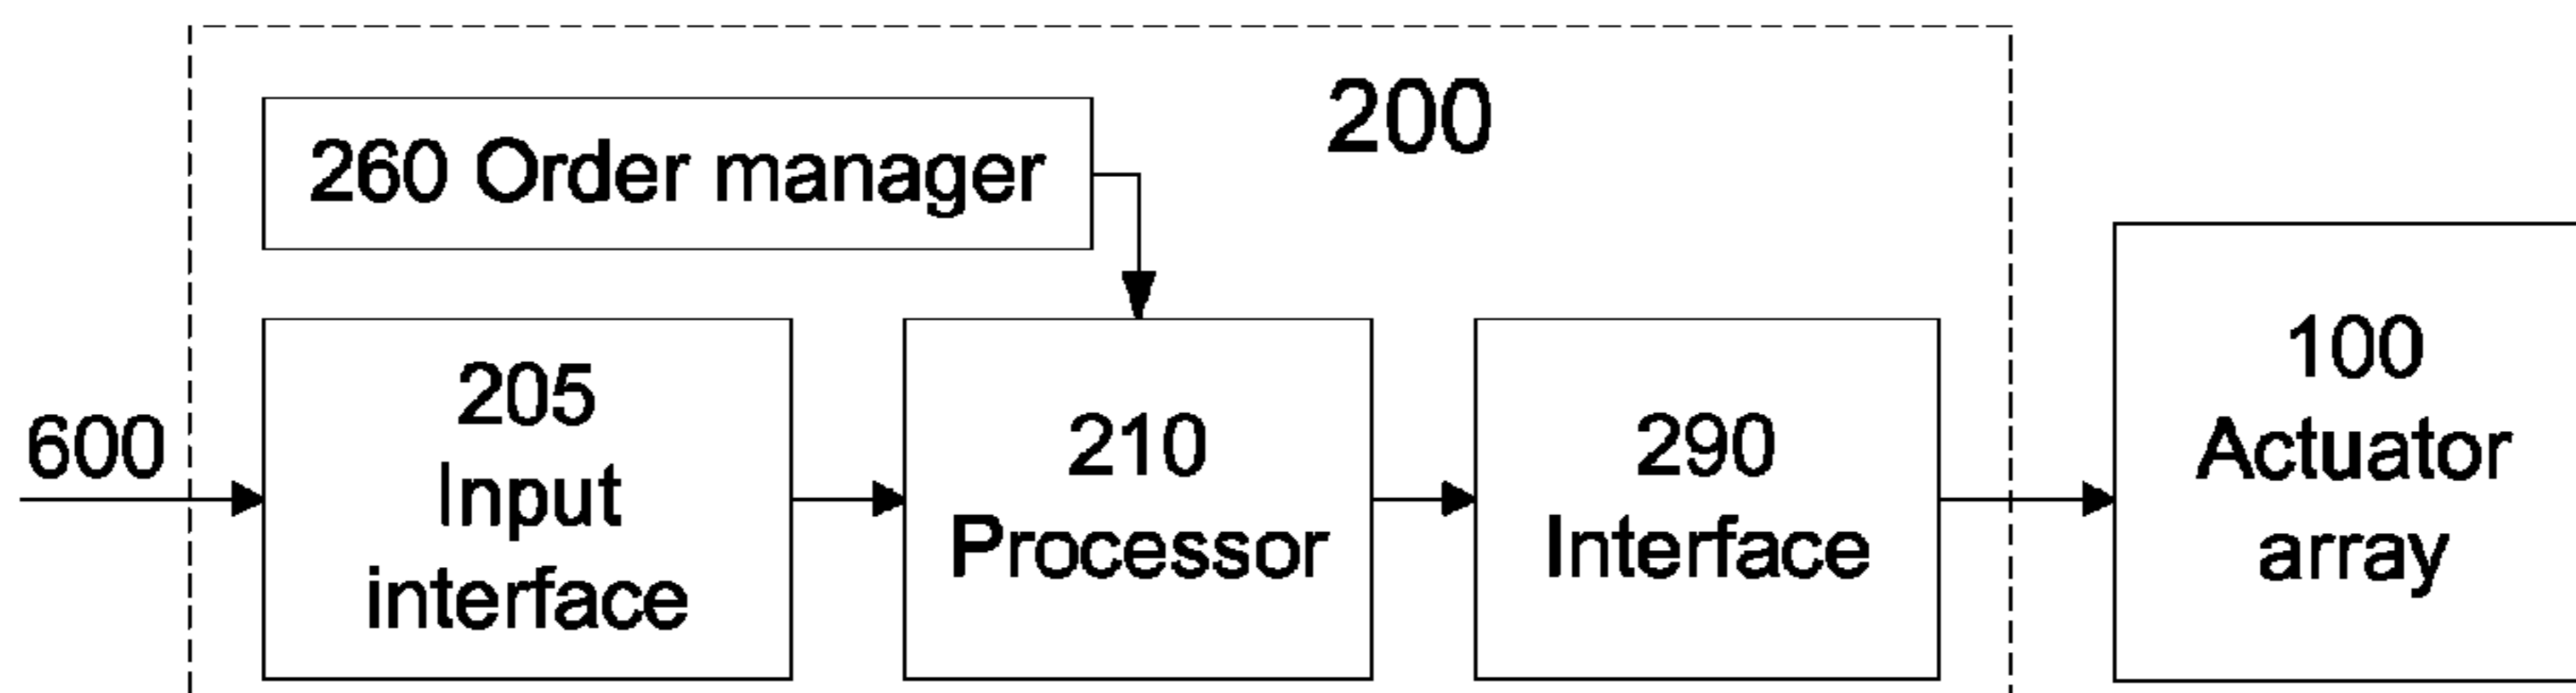 200
260 Order manager
600
205
Input
interface
210
Processor
290
Interface
100
Actuator
array